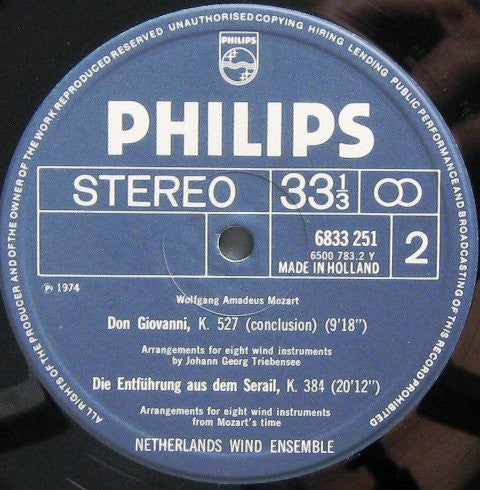 ALL RIGHTS OF THE PRODUCER AND OF THE OWNER OF THE WORK REPRODUCED RESERVED UNAUTHORISED COPYING HIRING LENDING PUBLIC PERFORMANCE AND BROADCASTING OF THIS RECORD PROHIBITED
PHILIPS
PHILIPS
STEREO 33⅓
6833 251
6500 783.2 Y
MADE IN HOLLAND
2
℗ 1974
Wolfgang Amadeus Mozart
Don Giovanni, K. 527 (conclusion) (9'18")
Arrangements for eight wind instruments
by Johann Georg Triebensee
Die Entführung aus dem Serail, K. 384 (20'12")
Arrangements for eight wind instruments
from Mozart's time
NETHERLANDS WIND ENSEMBLE